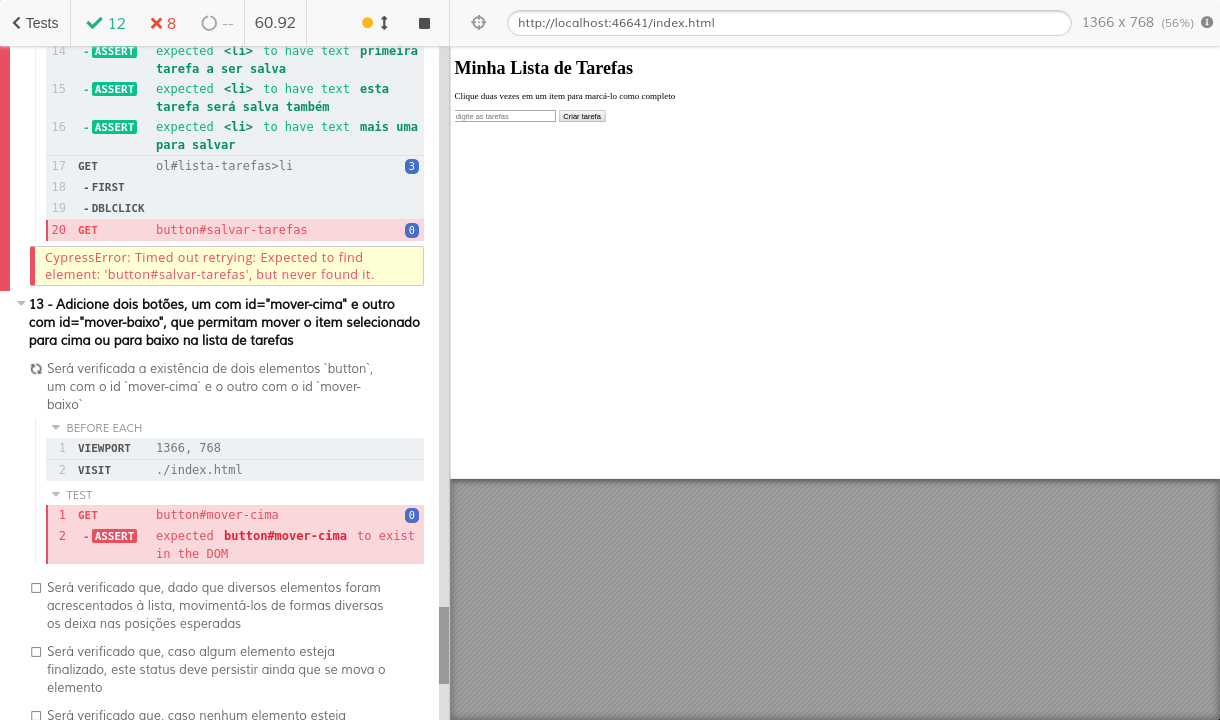 Tests 12 8 -- 60.92 http://localhost:46641/index.html 1366 x 768 (56%)
14 - ASSERT expected <li> to have text primeira
tarefa a ser salva
15 - ASSERT expected <li> to have text esta
tarefa será salva também
16 - ASSERT expected <li> to have text mais uma
para salvar
17 GET ol#lista-tarefas>li 3
18 - FIRST
19 - DBLCLICK
20 GET button#salvar-tarefas 0
CypressError: Timed out retrying: Expected to find
element: 'button#salvar-tarefas', but never found it.
13 - Adicione dois botões, um com id="mover-cima" e outro
com id="mover-baixo", que permitam mover o item selecionado
para cima ou para baixo na lista de tarefas
Será verificada a existência de dois elementos `button`,
um com o id `mover-cima` e o outro com o id `mover-
baixo`
BEFORE EACH
1 VIEWPORT 1366, 768
2 VISIT ./index.html
TEST
1 GET button#mover-cima 0
2 - ASSERT expected button#mover-cima to exist
in the DOM
Será verificado que, dado que diversos elementos foram
acrescentados à lista, movimentá-los de formas diversas
os deixa nas posições esperadas
Será verificado que, caso algum elemento esteja
finalizado, este status deve persistir ainda que se mova o
elemento
Será verificado que, caso nenhum elemento esteja
Minha Lista de Tarefas
Clique duas vezes em um item para marcá-lo como completo
digite as tarefas Criar tarefa